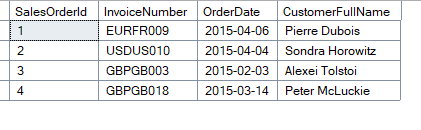 SalesOrderId InvoiceNumber OrderDate CustomerFullName
1 EURFR009 2015-04-06 Pierre Dubois
2 USDUS010 2015-04-04 Sondra Horowitz
3 GBPGB003 2015-02-03 Alexei Tolstoi
4 GBPGB018 2015-03-14 Peter McLuckie